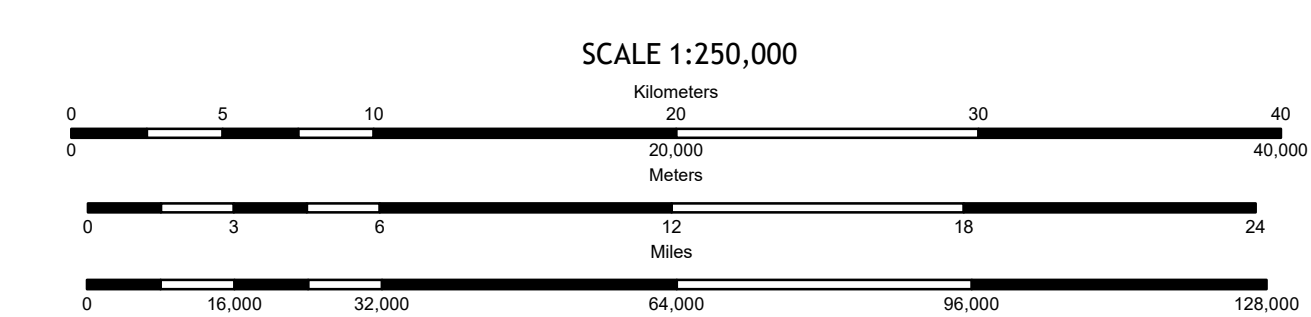 SCALE 1:250,000
Kilometers
0 5 10 20 30 40
0 20,000 40,000
Meters
0 3 6 12 18 24
Miles
0 16,000 32,000 64,000 96,000 128,000